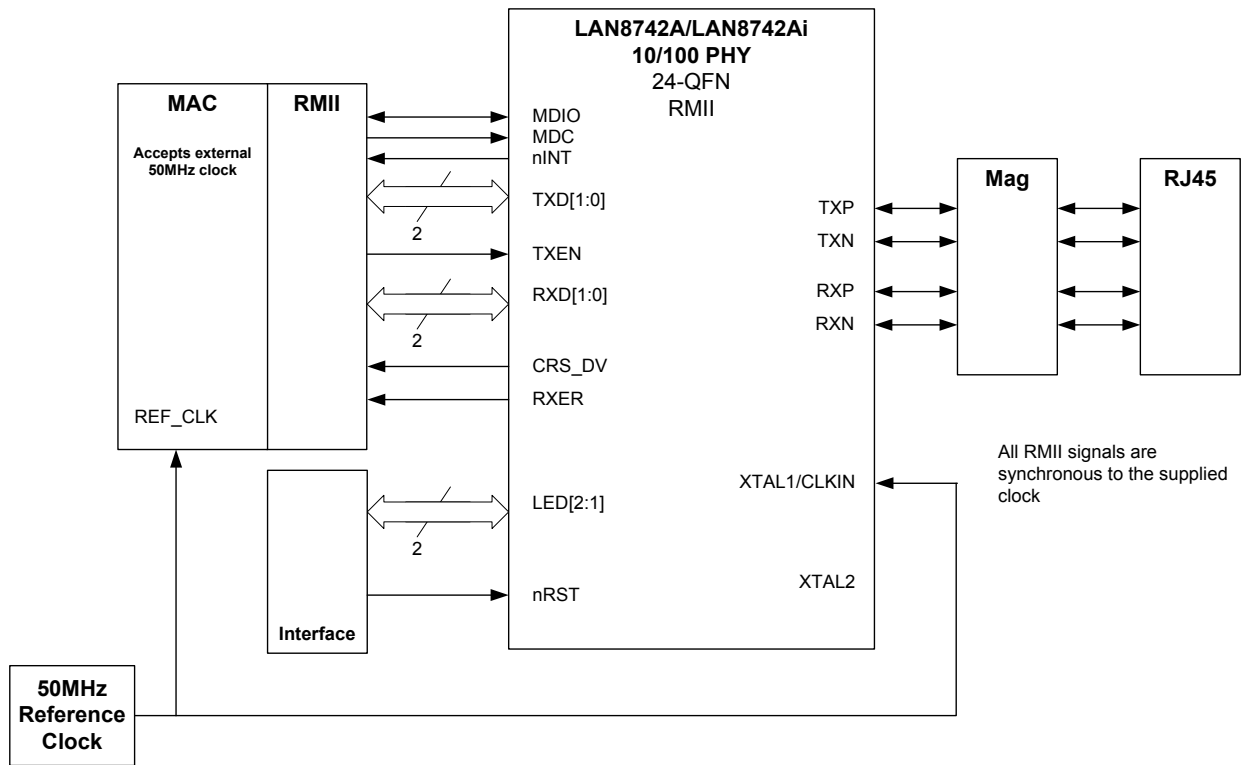 LAN8742A/LAN8742Ai
10/100 PHY
24-QFN
RMII
MAC
RMII
Accepts external
50MHz clock
MDIO
MDC
nINT
TXD[1:0]
2
TXEN
RXD[1:0]
2
CRS_DV
RXER
REF_CLK
TXP
TXN
RXP
RXN
Mag
RJ45
All RMII signals are
synchronous to the supplied
clock
XTAL1/CLKIN
LED[2:1]
2
XTAL2
nRST
Interface
50MHz
Reference
Clock